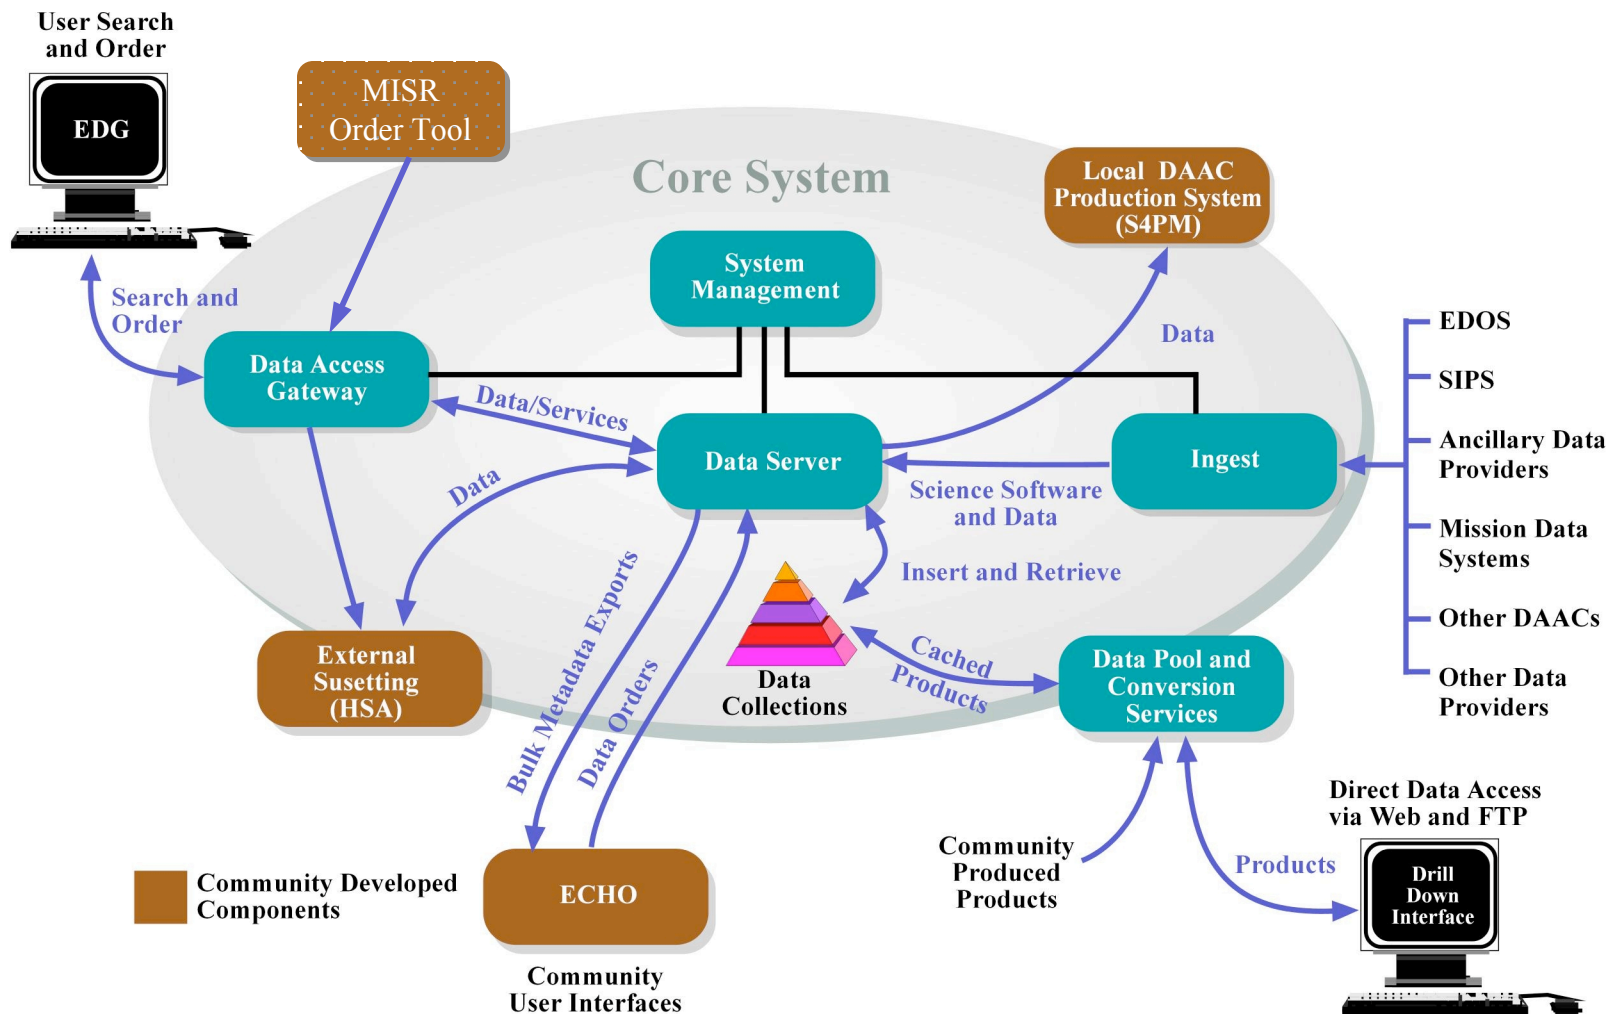 User Search
and Order
EDG
MISR
Order Tool
Core System
Local DAAC
Production System
(S4PM)
System
Management
Search and
Order
Data Access
Gateway
Data/Services
Data
Data Server
Ingest
Data
Science Software
and Data
Insert and Retrieve
EDOS
SIPS
Ancillary Data
Providers
Mission Data
Systems
Other DAACs
Other Data
Providers
External
Susetting
(HSA)
Bulk Metadata Exports
Data Orders
Data
Collections
Cached
Products
Data Pool and
Conversion
Services
Community Developed
Components
ECHO
Community
User Interfaces
Community
Produced
Products
Products
Direct Data Access
via Web and FTP
Drill
Down
Interface